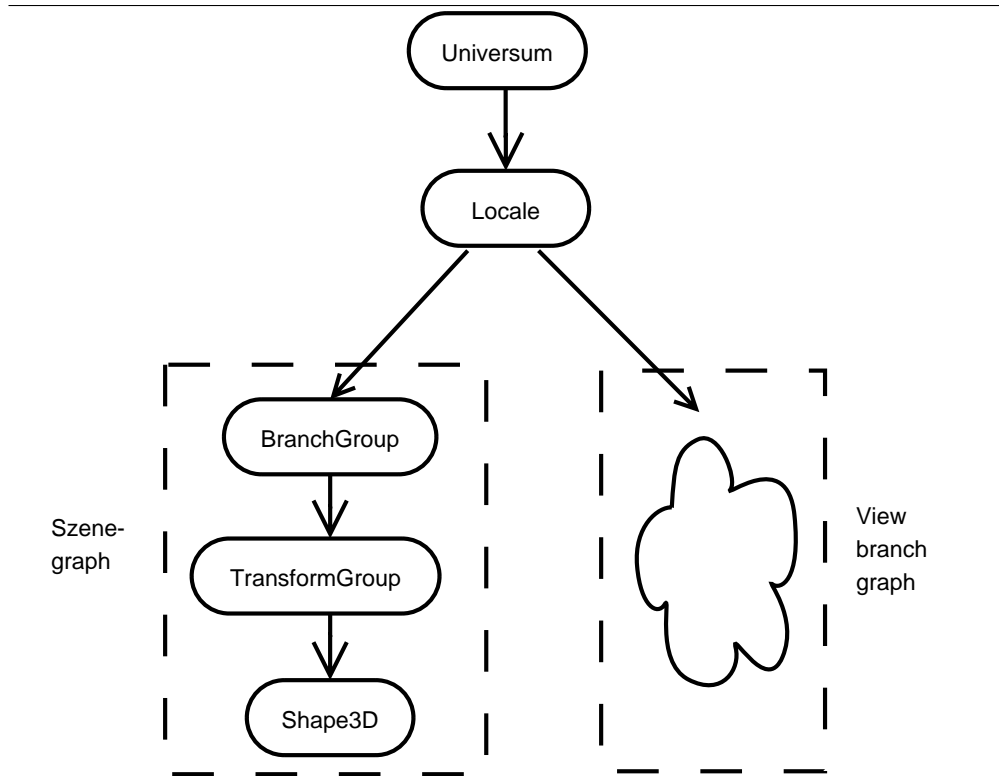 Universum
Locale
BranchGroup
Szene-
graph
TransformGroup
Shape3D
View
branch
graph